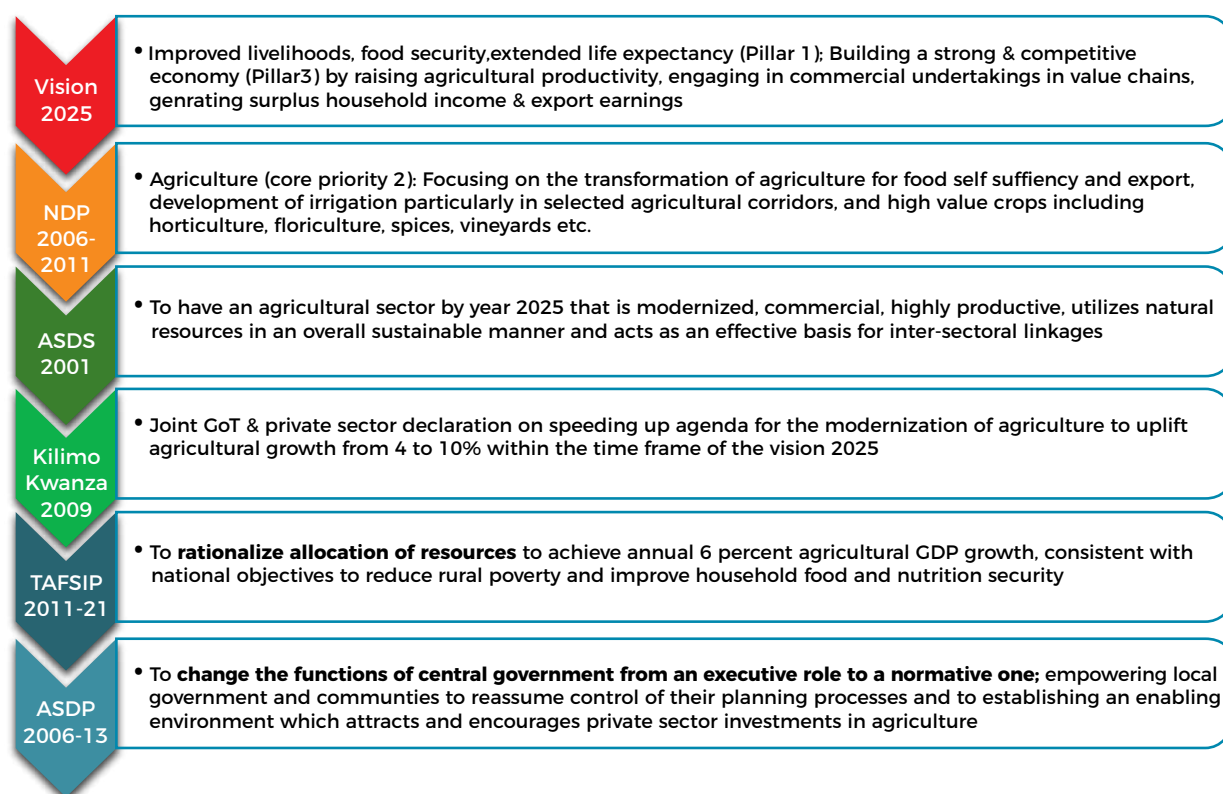 Vision
2025
• Improved livelihoods, food security,extended life expectancy (Pillar 1); Building a strong & competitive
economy (Pillar3) by raising agricultural productivity, engaging in commercial undertakings in value chains,
genrating surplus household income & export earnings
NDP
2006-
2011
• Agriculture (core priority 2): Focusing on the transformation of agriculture for food self suffiency and export,
development of irrigation particularly in selected agricultural corridors, and high value crops including
horticulture, floriculture, spices, vineyards etc.
ASDS
2001
• To have an agricultural sector by year 2025 that is modernized, commercial, highly productive, utilizes natural
resources in an overall sustainable manner and acts as an effective basis for inter-sectoral linkages
Kilimo
Kwanza
2009
• Joint GoT & private sector declaration on speeding up agenda for the modernization of agriculture to uplift
agricultural growth from 4 to 10% within the time frame of the vision 2025
TAFSIP
2011-21
• To rationalize allocation of resources to achieve annual 6 percent agricultural GDP growth, consistent with
national objectives to reduce rural poverty and improve household food and nutrition security
ASDP
2006-13
• To change the functions of central government from an executive role to a normative one; empowering local
government and communties to reassume control of their planning processes and to establishing an enabling
environment which attracts and encourages private sector investments in agriculture